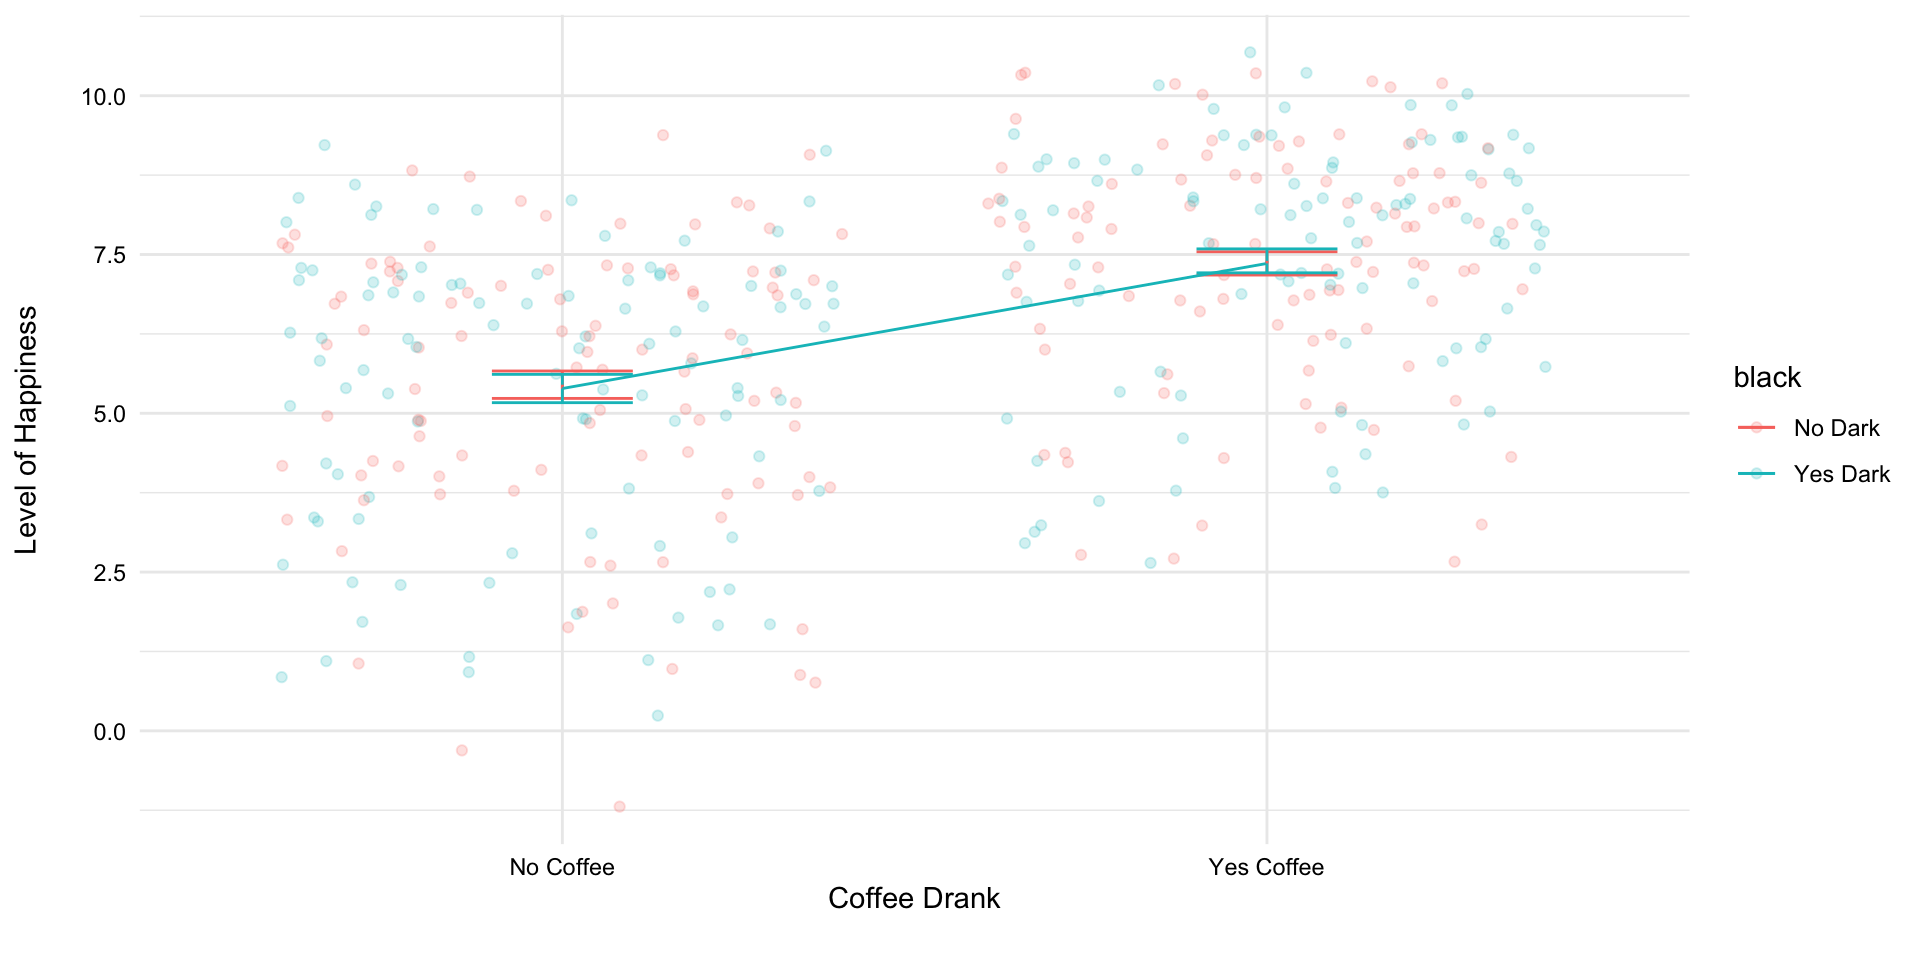 10.0
7.5
5.0
2.5
0.0
Level of Happiness
No Coffee
Yes Coffee
Coffee Drank
black
No Dark
Yes Dark